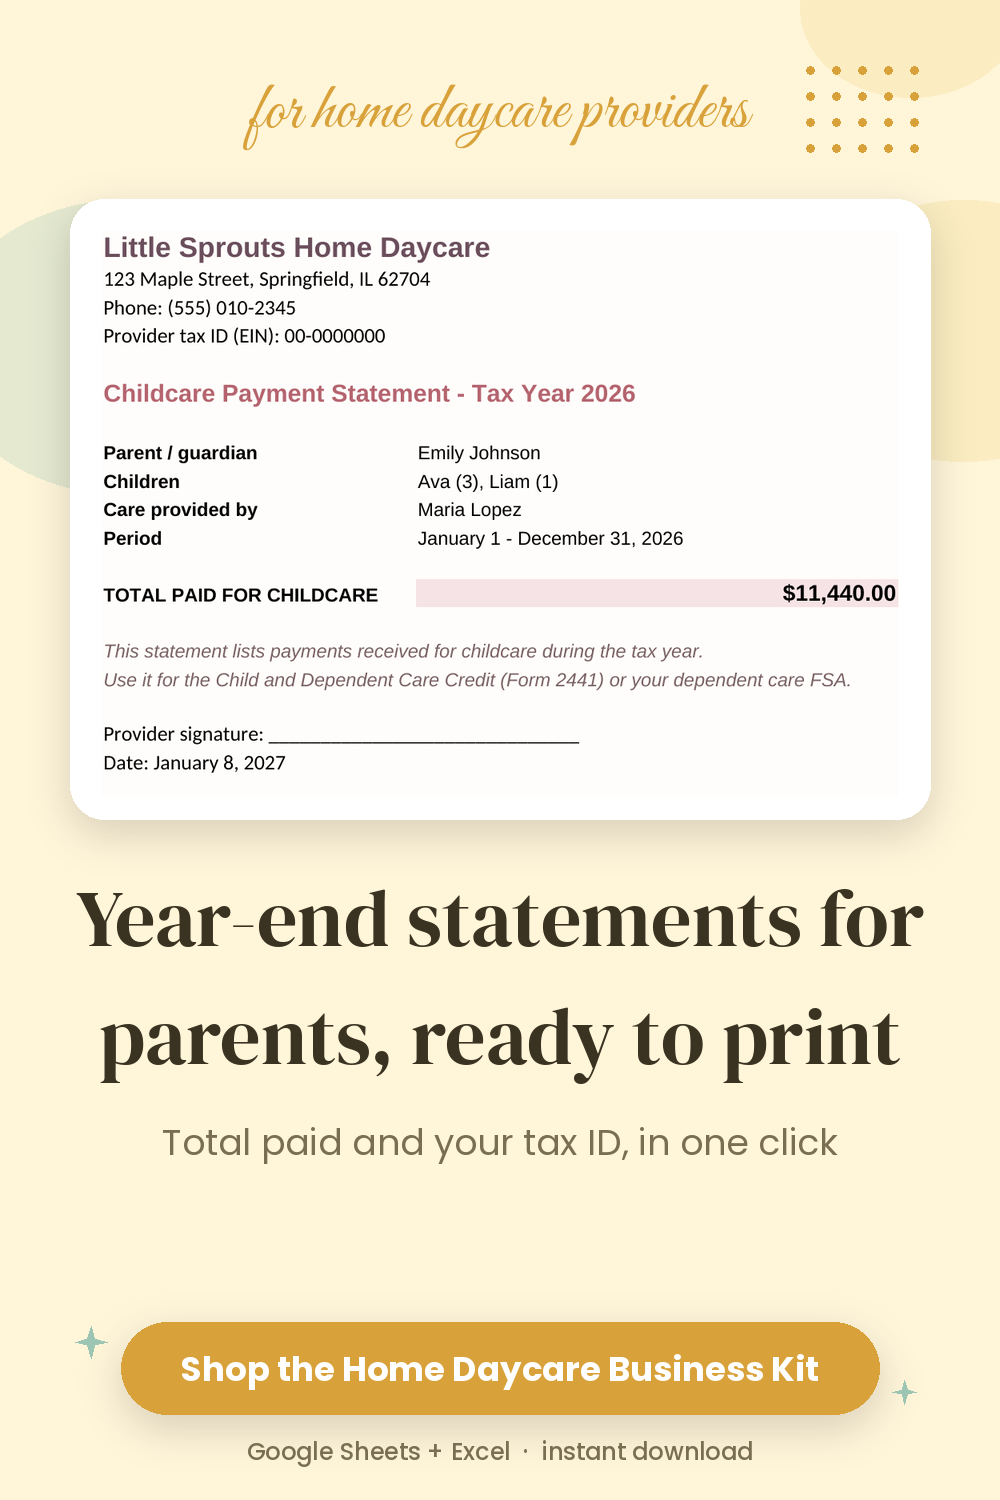 for home daycare providers
Little Sprouts Home Daycare
123 Maple Street, Springfield, IL 62704
Phone: (555) 010-2345
Provider tax ID (EIN): 00-0000000
Childcare Payment Statement - Tax Year 2026
Parent / guardian Emily Johnson
Children Ava (3), Liam (1)
Care provided by Maria Lopez
Period January 1 - December 31, 2026
TOTAL PAID FOR CHILDCARE $11,440.00
This statement lists payments received for childcare during the tax year.
Use it for the Child and Dependent Care Credit (Form 2441) or your dependent care FSA.
Provider signature: ______________________________
Date: January 8, 2027
Year-end statements for
parents, ready to print
Total paid and your tax ID, in one click
Shop the Home Daycare Business Kit
Google Sheets + Excel · instant download